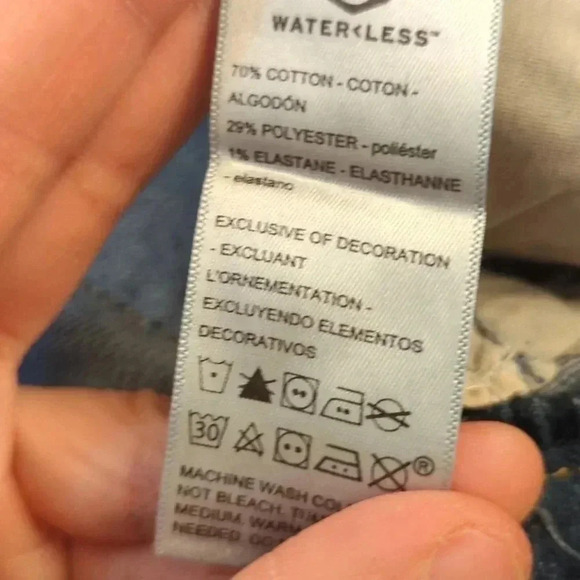 WATER<LESS™
70% COTTON - COTON -
ALGODÓN
29% POLYESTER - poliéster
1% ELASTANE - ELASTHANNE
- elastano
EXCLUSIVE OF DECORATION
- EXCLUANT
L'ORNEMENTATION -
EXCLUYENDO ELEMENTOS
DECORATIVOS
30
®
MACHINE WASH
NOT BLEACH.
MEDIUM. WARM
NEEDED.